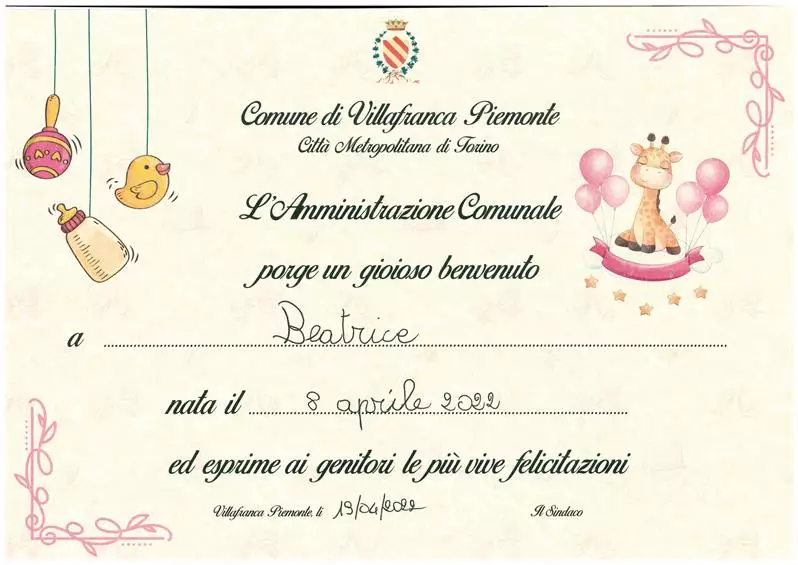 Comune di Villafranca Piemonte
Città Metropolitana di Torino
L'Amministrazione Comunale
porge un gioioso benvenuto
a Beatrice
nata il 8 aprile 2022
ed esprime ai genitori le più vive felicitazioni
Villafranca Piemonte, lì 19/04/2022 Il Sindaco